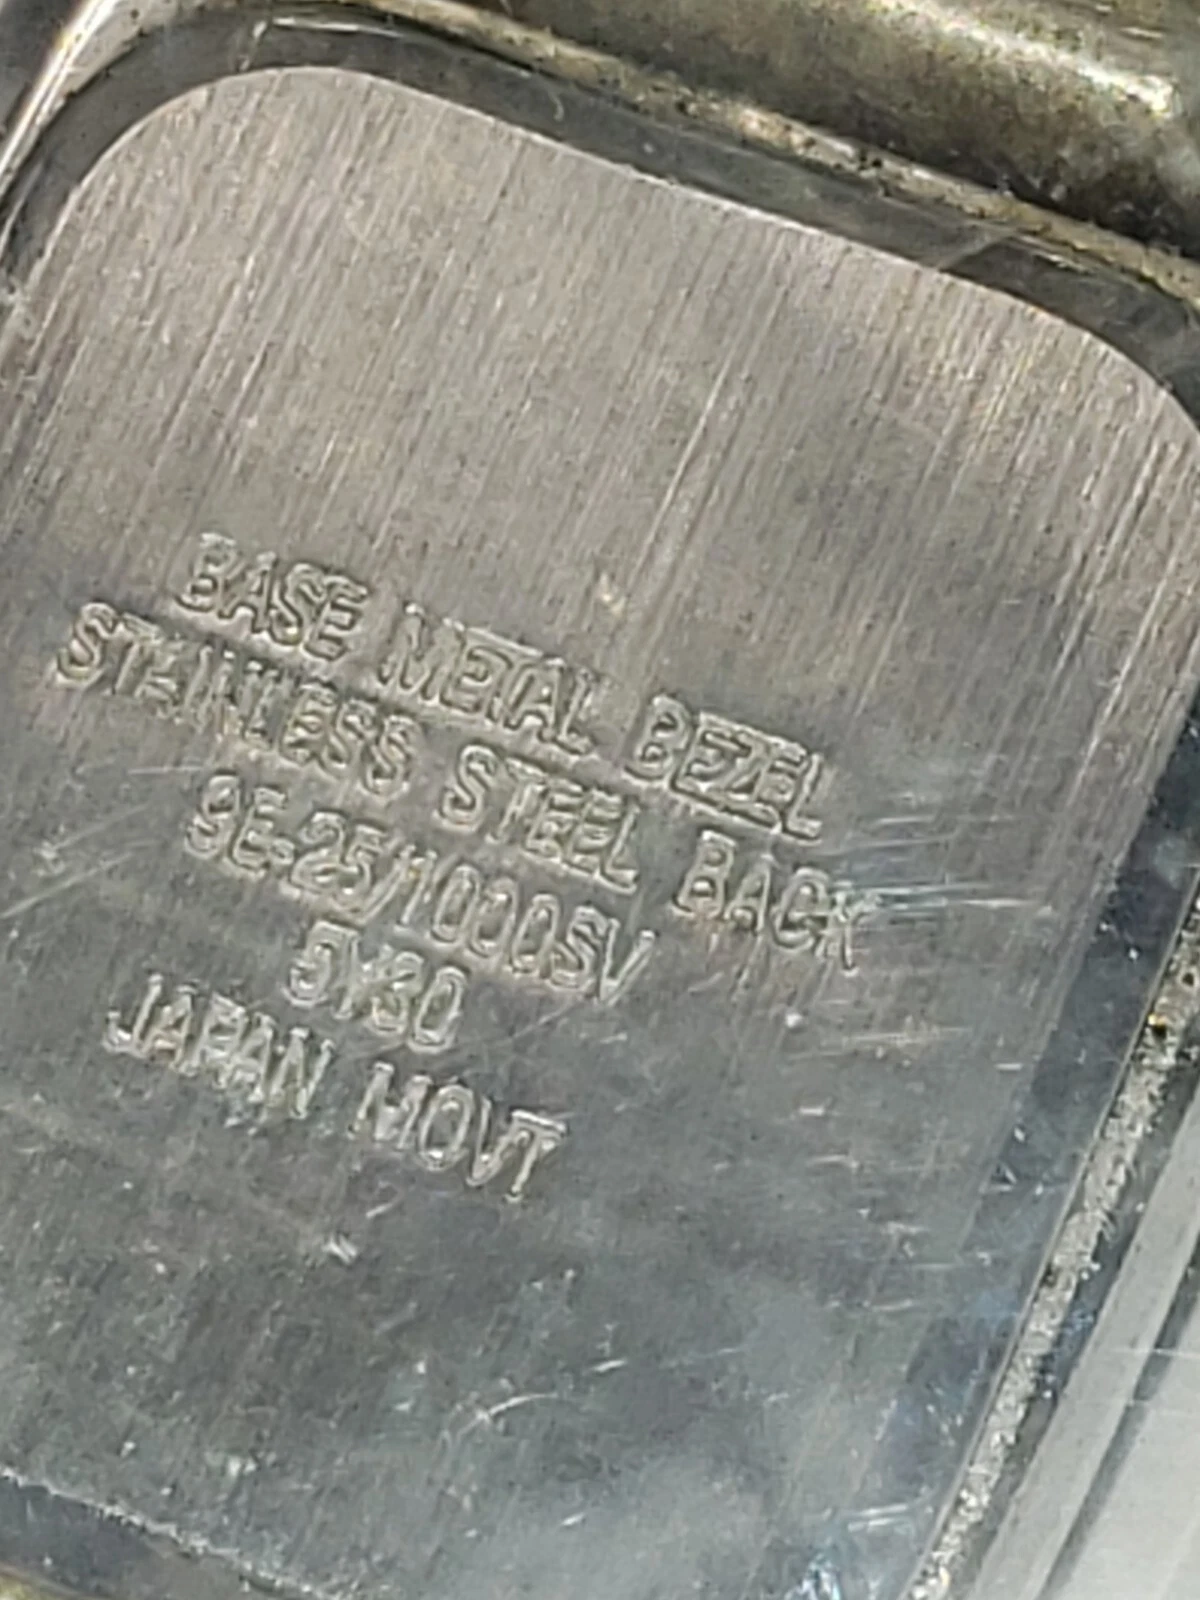 BASE METAL BEZEL
STAINLESS STEEL BACK
9E-25/1000SV
5Y30
JAPAN MOVT